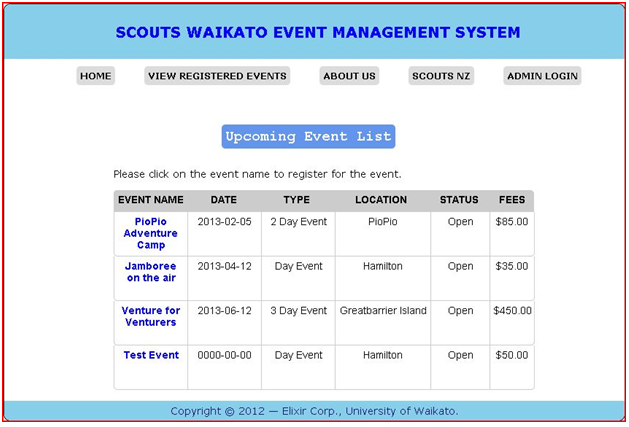 SCOUTS WAIKATO EVENT MANAGEMENT SYSTEM
HOME VIEW REGISTERED EVENTS ABOUT US SCOUTS NZ ADMIN LOGIN
Upcoming Event List
Please click on the event name to register for the event.
EVENT NAME DATE TYPE LOCATION STATUS FEES
PioPio 2013-02-05 2 Day Event PioPio Open $85.00
Adventure
Camp
Jamboree 2013-04-12 Day Event Hamilton Open $35.00
on the air
Venture for 2013-06-12 3 Day Event Greatbarrier Island Open $450.00
Venturers
Test Event 0000-00-00 Day Event Hamilton Open $50.00
Copyright © 2012 — Elixir Corp., University of Waikato.